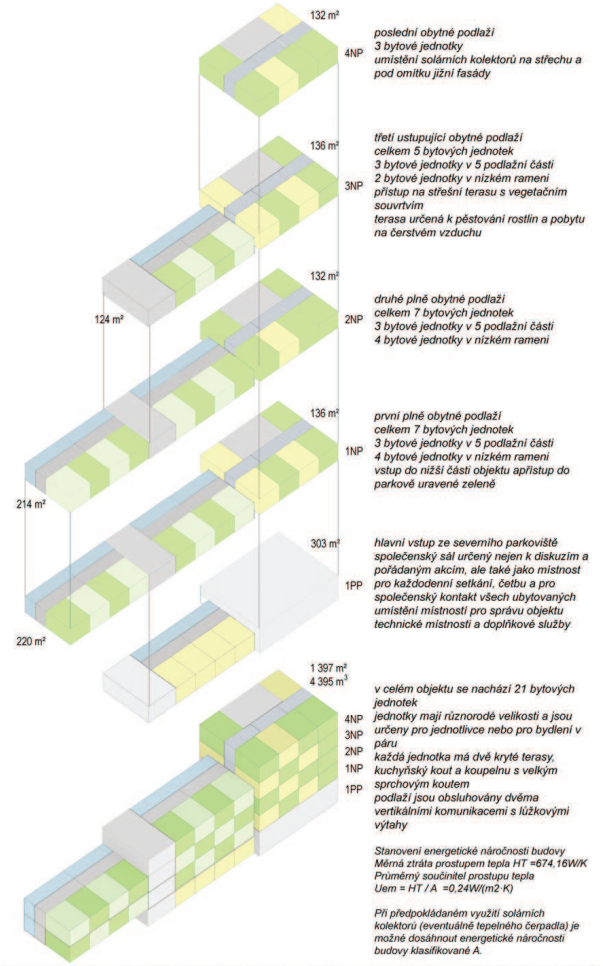 132 m²
4NP
poslední obytné podlaží
3 bytové jednotky
umístění solárních kolektorů na střechu a
pod omítku jižní fasády
136 m²
3NP
124 m²
třetí ustupující obytné podlaží
celkem 5 bytových jednotek
3 bytové jednotky v 5 podlažní části
2 bytové jednotky v nízkém rameni
přístup na střešní terasu s vegetačním
souvrtvím
terasa určená k pěstování rostlin a pobytu
na čerstvém vzduchu
132 m²
2NP
214 m²
druhé plně obytné podlaží
celkem 7 bytových jednotek
3 bytové jednotky v 5 podlažní části
4 bytové jednotky v nízkém rameni
136 m²
1NP
220 m²
první plně obytné podlaží
celkem 7 bytových jednotek
3 bytové jednotky v 5 podlažní části
4 bytové jednotky v nízkém rameni
vstup do nižší části objektu apřístup do
parkově uravené zeleně
303 m²
1PP
hlavní vstup ze severního parkoviště
společenský sál určený nejen k diskuzím a
pořádaným akcím, ale také jako místnost
pro každodenní setkání, četbu a pro
společenský kontakt všech ubytovaných
umístění místností pro správu objektu
technické místnosti a doplňkové služby
1 397 m²
4 395 m³
4NP
3NP
2NP
1NP
1PP
v celém objektu se nachází 21 bytových
jednotek
jednotky mají různorodé velikosti a jsou
určeny pro jednotlivce nebo pro bydlení v
páru
každá jednotka má dvě kryté terasy,
kuchyňský kout a koupelnu s velkým
sprchovým koutem
podlaží jsou obsluhovány dvěma
vertikálními komunikacemi s lůžkovými
výtahy
Stanovení energetické náročnosti budovy
Měrná ztráta prostupem tepla HT =674,16W/K
Průměrný součinitel prostupu tepla
Uem = HT / A =0,24W/(m2·K)
Při předpokládaném využití solárních
kolektorů (eventuálně tepelného čerpadla) je
možné dosáhnout energetické náročnosti
budovy klasifikované A.